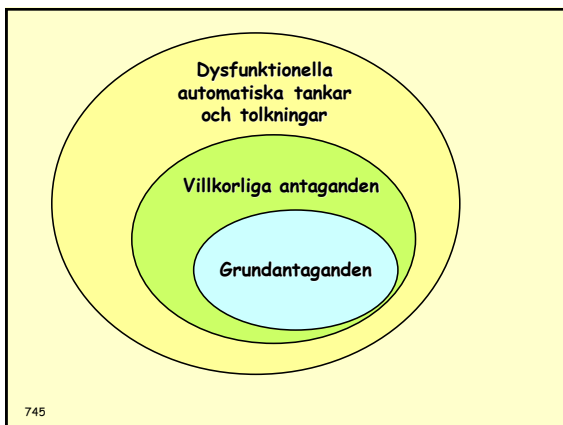 Dysfunktionella
automatiska tankar
och tolkningar
Villkorliga antaganden
Grundantaganden
745